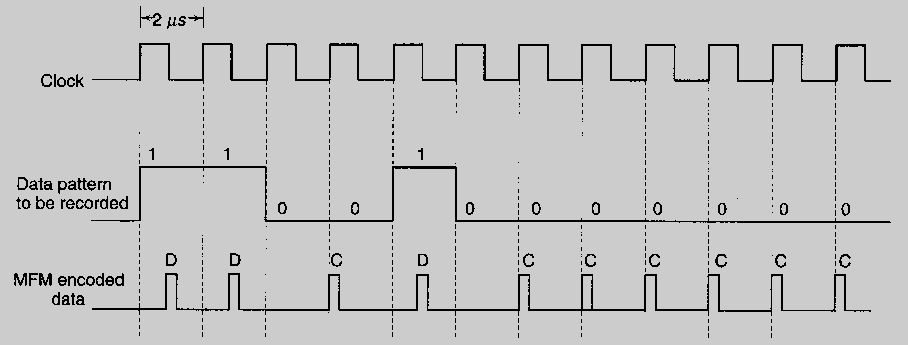 2 μs
Clock
1 1 1
Data pattern
to be recorded
0 0 0 0 0 0 0 0 0
D D C D C C C C C C
MFM encoded
data